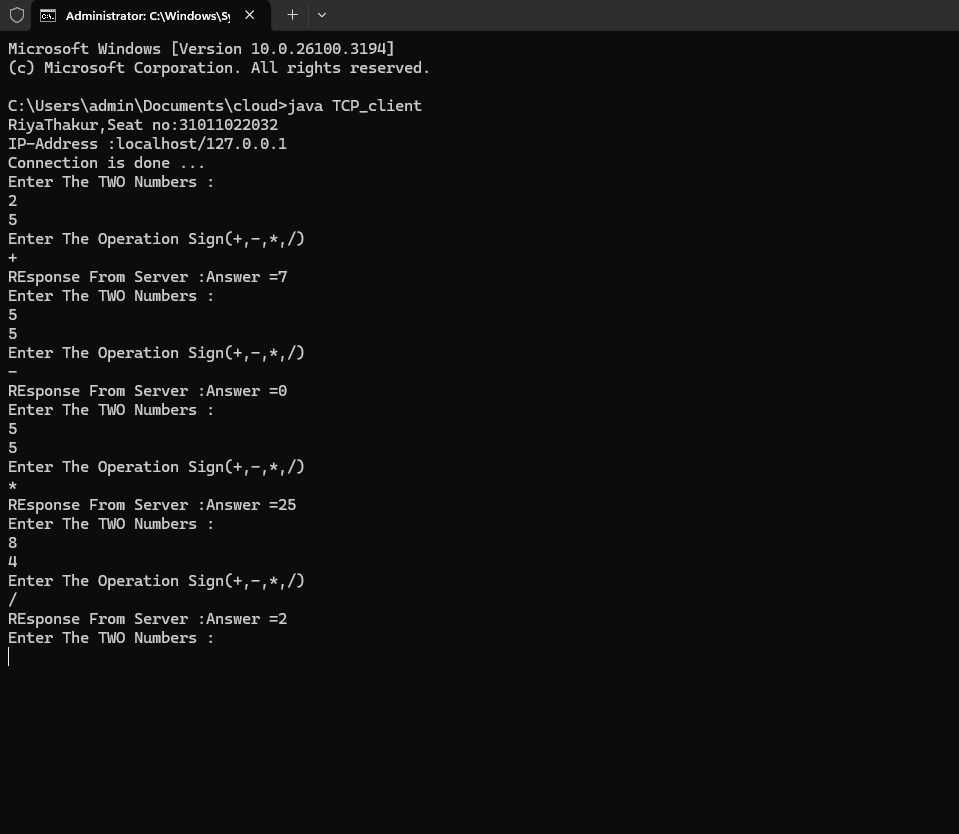 Administrator: C:\Windows\Sy
Microsoft Windows [Version 10.0.26100.3194]
(c) Microsoft Corporation. All rights reserved.
C:\Users\admin\Documents\cloud>java TCP_client
RiyaThakur,Seat no:31011022032
IP-Address :localhost/127.0.0.1
Connection is done ...
Enter The TWO Numbers :
2
5
Enter The Operation Sign(+,-,*,/)
+
REsponse From Server :Answer =7
Enter The TWO Numbers :
5
5
Enter The Operation Sign(+,-,*,/)
-
REsponse From Server :Answer =0
Enter The TWO Numbers :
5
5
Enter The Operation Sign(+,-,*,/)
*
REsponse From Server :Answer =25
Enter The TWO Numbers :
8
4
Enter The Operation Sign(+,-,*,/)
/
REsponse From Server :Answer =2
Enter The TWO Numbers :